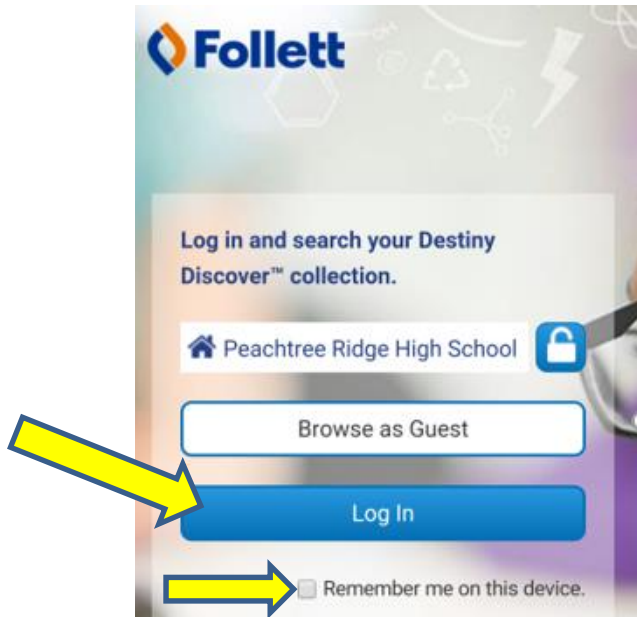 Follett
Log in and search your Destiny
Discover™ collection.
Peachtree Ridge High School
Browse as Guest
Log In
Remember me on this device.